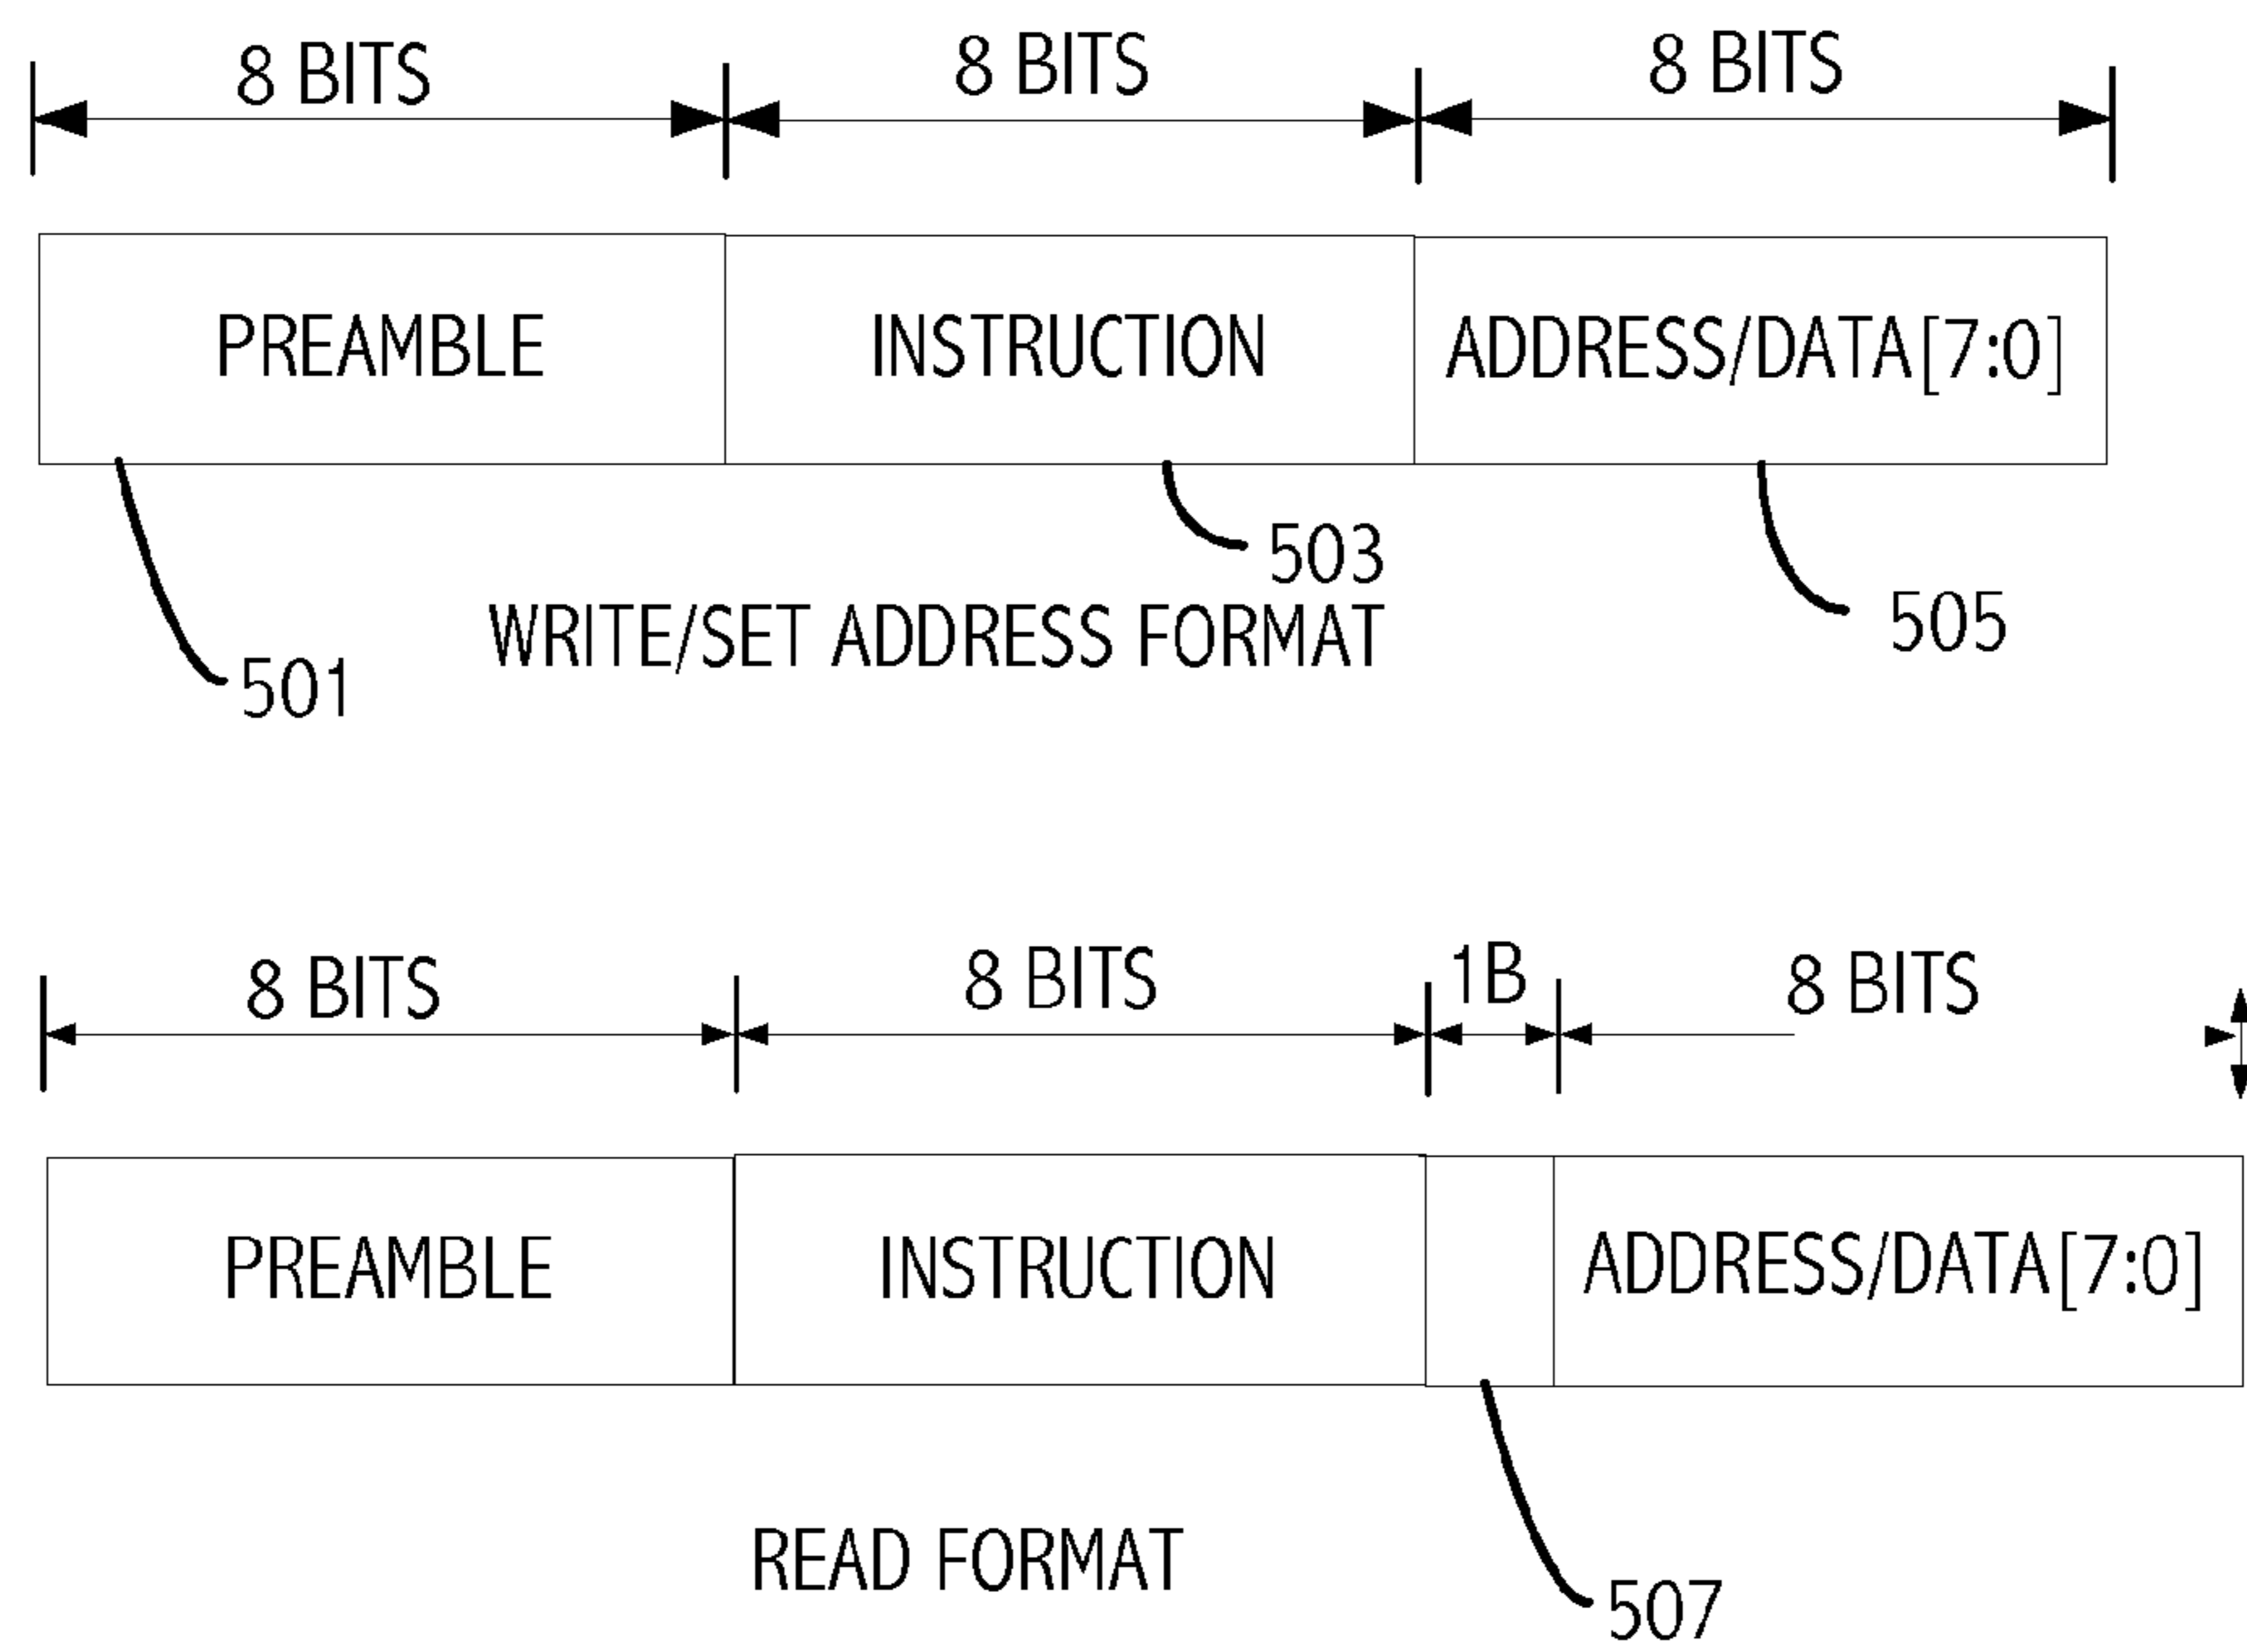 8 BITS 8 BITS 8 BITS
PREAMBLE INSTRUCTION ADDRESS/DATA[7:0]
503
WRITE/SET ADDRESS FORMAT 505
501
8 BITS 8 BITS 1B 8 BITS
PREAMBLE INSTRUCTION ADDRESS/DATA[7:0]
READ FORMAT
507